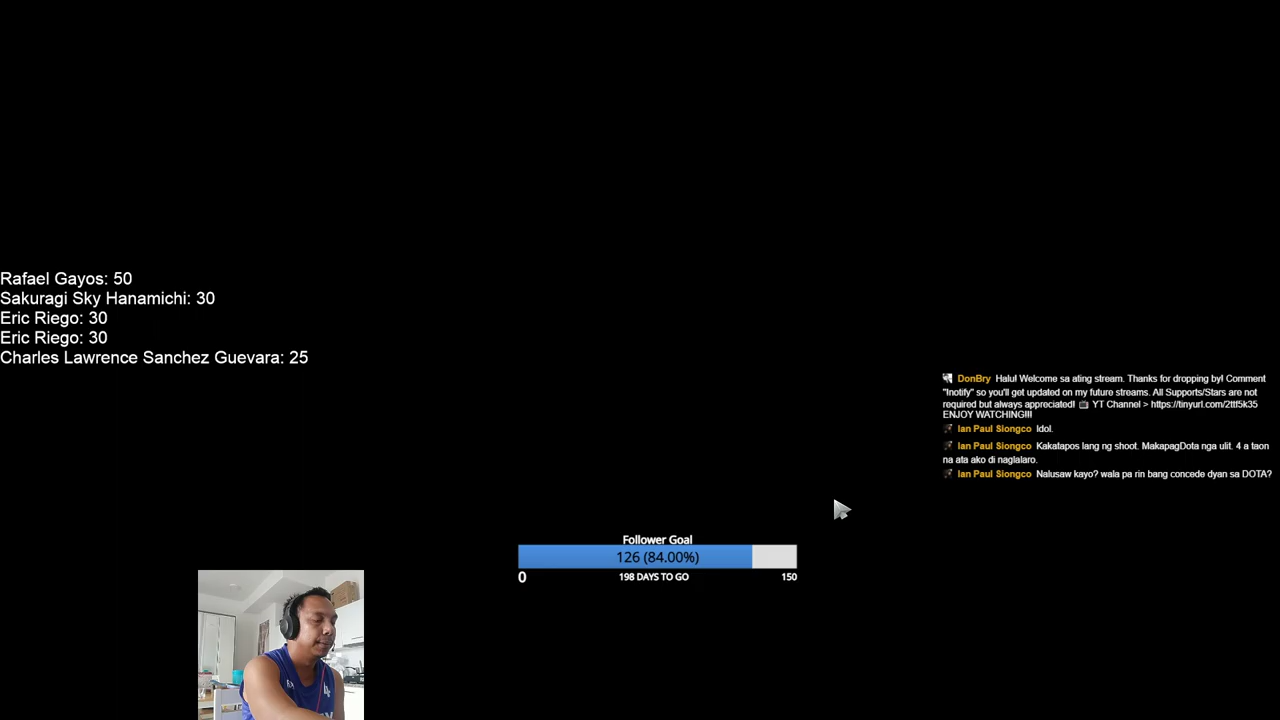 Rafael Gayos: 50
Sakuragi Sky Hanamichi: 30
Eric Riego: 30
Eric Riego: 30
Charles Lawrence Sanchez Guevara: 25
DonBry Halu! Welcome sa ating stream. Thanks for dropping by! Comment
"!notify" so you'll get updated on my future streams. All Supports/Stars are not
required but always appreciated! 📺 YT Channel > https://tinyurl.com/2ttf5k35
ENJOY WATCHING!!!
Ian Paul Siongco Idol.
Ian Paul Siongco Kakatapos lang ng shoot. MakapagDota nga ulit. 4 a taon
na ata ako di naglalaro.
Ian Paul Siongco Nalusaw kayo? wala pa rin bang concede dyan sa DOTA?
Follower Goal
126 (84.00%)
0 198 DAYS TO GO 150